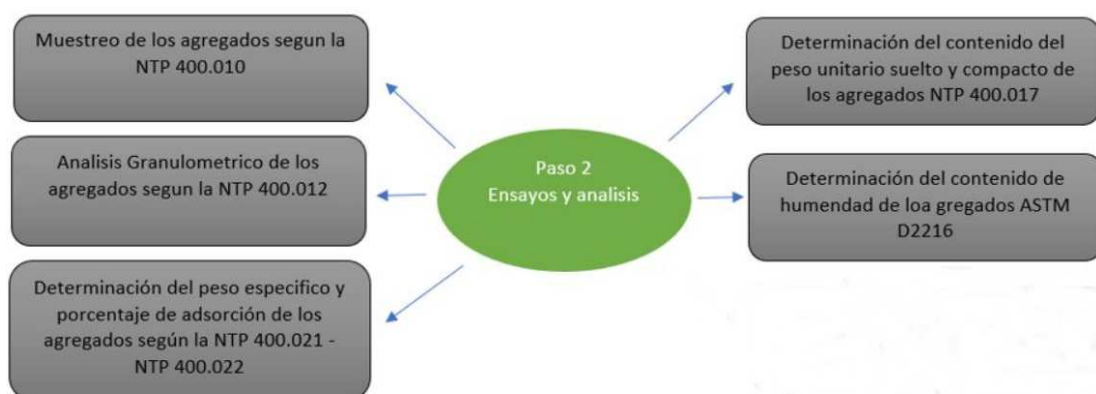 Muestreo de los agregados segun la
NTP 400.010
Analisis Granulometrico de los
agregados segun la NTP 400.012
Determinación del peso especifico y
porcentaje de adsorción de los
agregados según la NTP 400.021 -
NTP 400.022
Paso 2
Ensayos y analisis
Determinación del contenido del
peso unitario suelto y compacto de
los agregados NTP 400.017
Determinación del contenido de
humendad de loa gregados ASTM
D2216